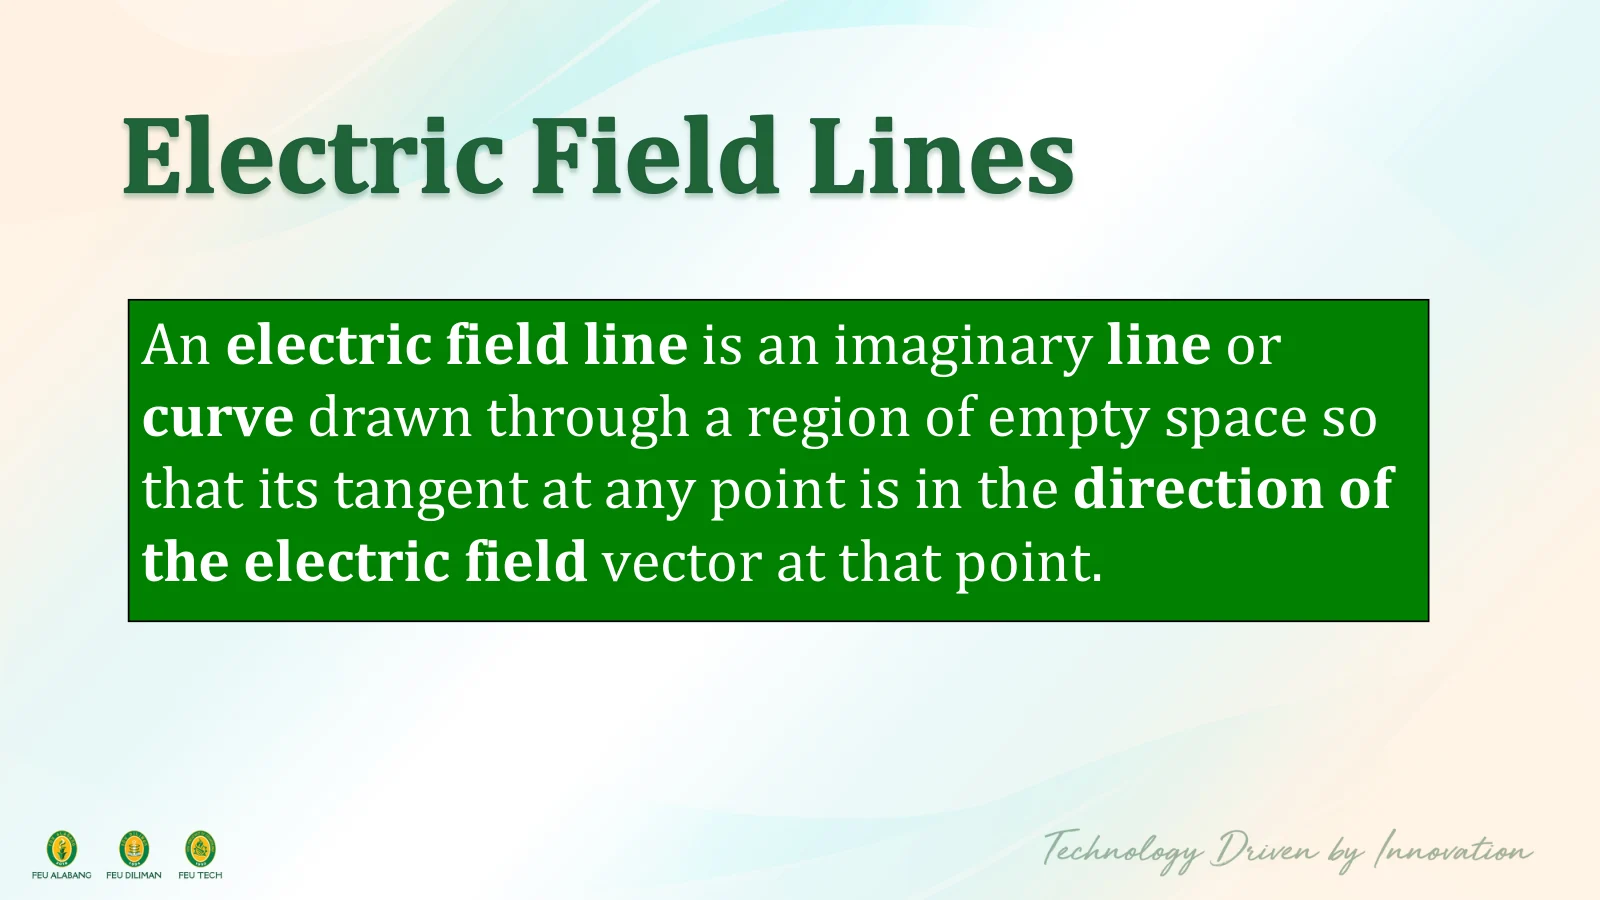 Electric Field Lines
An electric field line is an imaginary line or
curve drawn through a region of empty space so
that its tangent at any point is in the direction of
the electric field vector at that point.
FEU ALABANG FEU DILIMAN FEU TECH
Technology Driven by Innovation